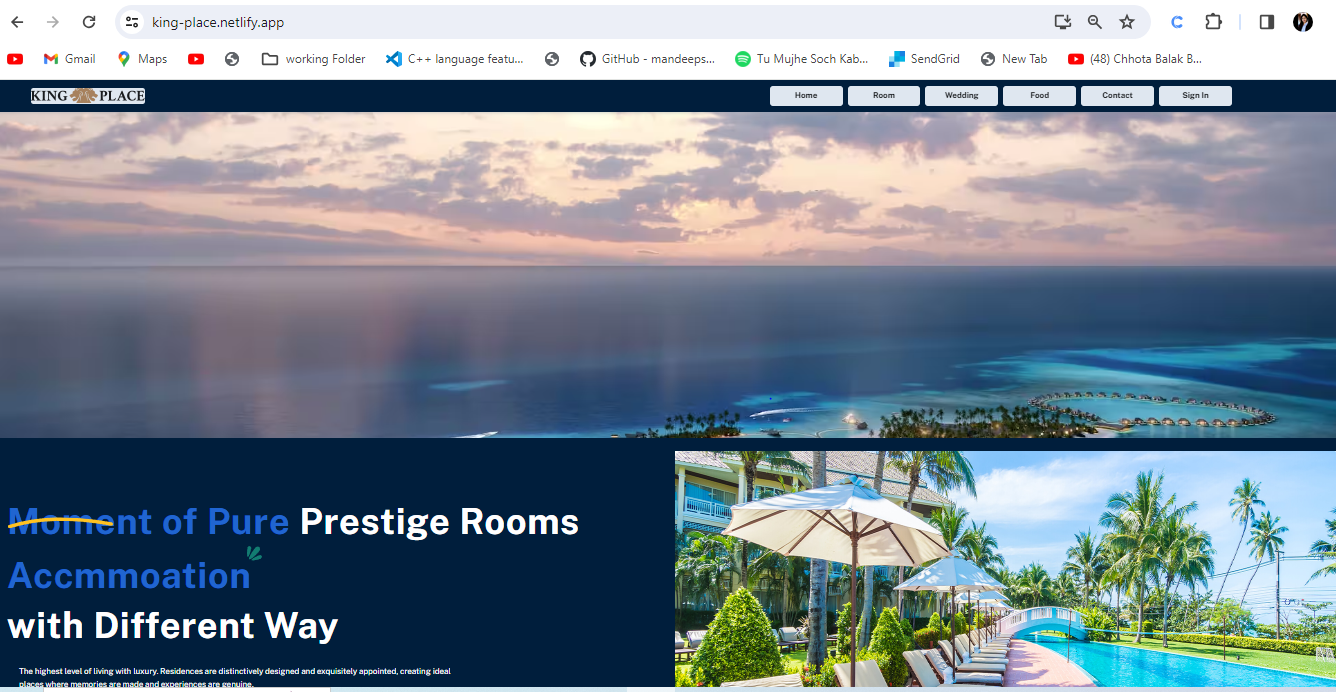 king-place.netlify.app
Gmail Maps working Folder C++ language featu... GitHub - mandeeps... Tu Mujhe Soch Kab... SendGrid New Tab (48) Chhota Balak B...
KING PLACE Home Room Wedding Food Contact Sign In
Moment of Pure Prestige Rooms
Accmmoation
with Different Way
The highest level of living with luxury. Residences are distinctively designed and exquisitely appointed, creating ideal
places where memories are made and experiences are genuine.